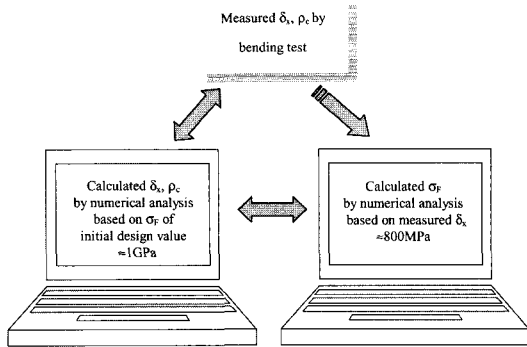 Measured δx, ρc by
bending test
Calculated δx, ρc
by numerical analysis
based on σF of
initial design value
≈1GPa
Calculated σF
by numerical analysis
based on measured δx
≈800MPa